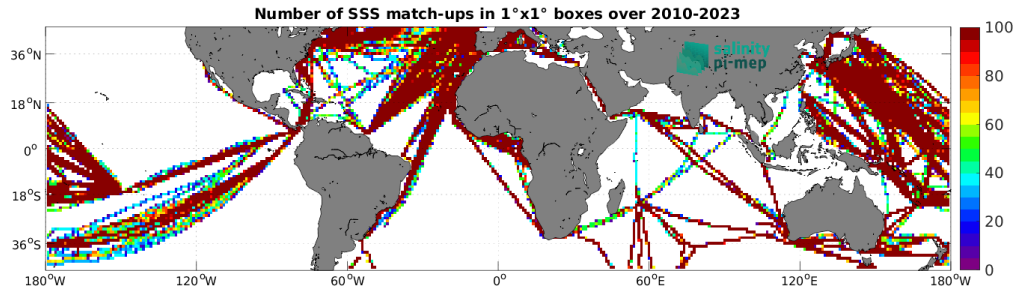 Number of SSS match-ups in 1°x1° boxes over 2010-2023
salinity
pi-mep
36°N
18°N
0°
18°S
36°S
180°W
120°W
60°W
0°
60°E
120°E
180°W
100
80
60
40
20
0